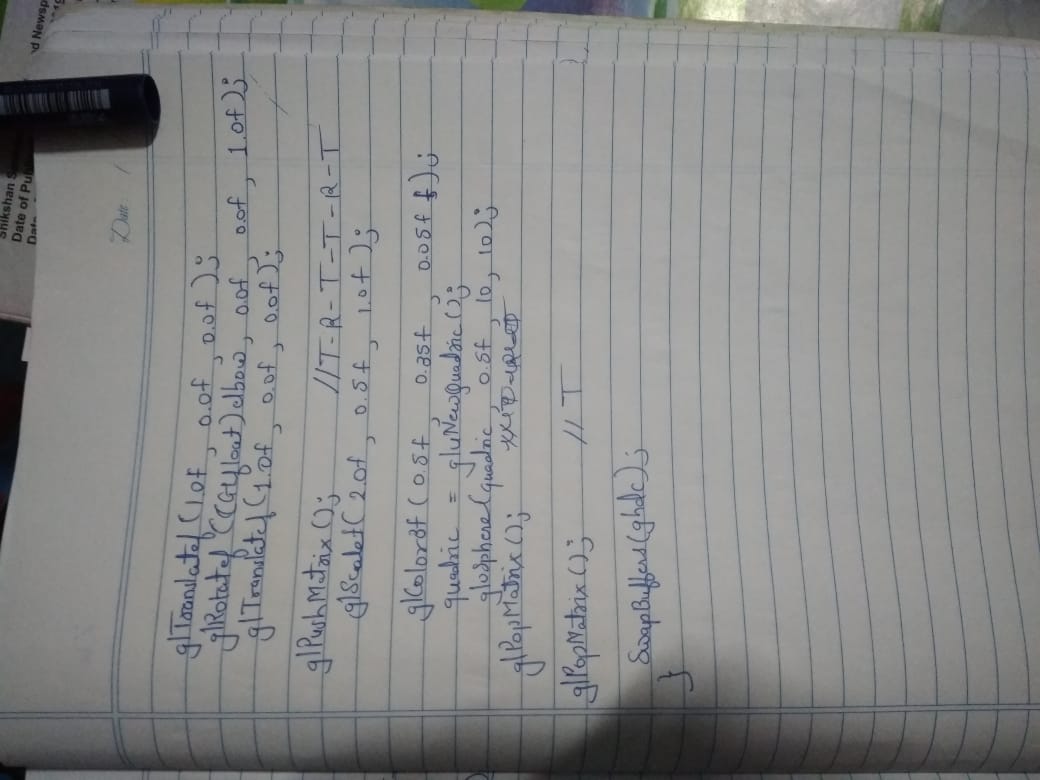 Shikshan
Date of Pu
Date
d Newsp
Date /
glTranslatef (1.0f , 0.0f , 0.0f );
glRotatef ((GLfloat) elbow, 0.0f , 0.0f , 1.0f );
glTranslatef (1.0f , 0.0f , 0.0f );
glPushMatrix (); //T-R-T-T-R-T
glScalef ( 2.0f , 0.5f , 1.0f );
glColor3f ( 0.5f , 0.35f , 0.05f );
quadric = gluNewQuadric ();
gluSphere (quadric , 0.5f , 10, 10);
glPopMatrix ();
glPopMatrix (); // T
SwapBuffers (ghdc);
}